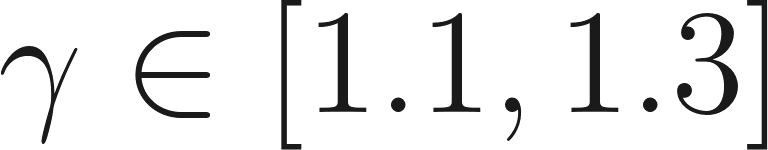 γ ∈ [1.1, 1.3]